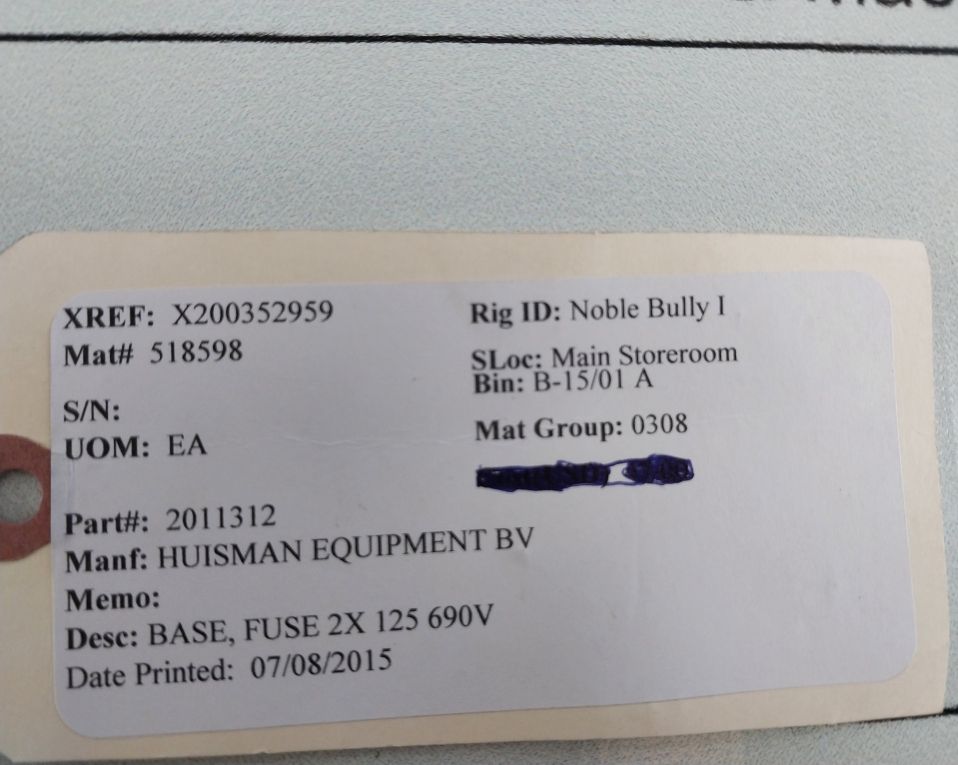 XREF: X200352959
Rig ID: Noble Bully I
Mat# 518598
SLoc: Main Storeroom
Bin: B-15/01 A
S/N:
UOM: EA
Mat Group: 0308
Part#: 2011312
Manf: HUISMAN EQUIPMENT BV
Memo:
Desc: BASE, FUSE 2X 125 690V
Date Printed: 07/08/2015